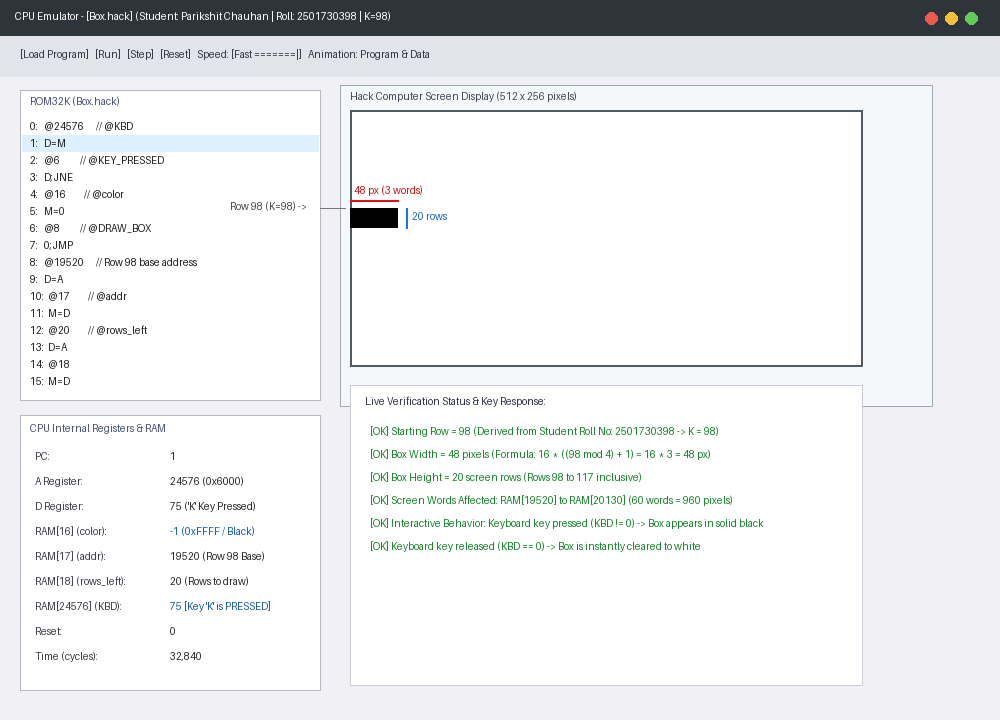 CPU Emulator - [Box.hack] (Student: Parikshit Chauhan | Roll: 2501730398 | K=98)
[Load Program] [Run] [Step] [Reset] Speed: [Fast =======|] Animation: Program & Data
ROM32K (Box.hack)
0: @24576 // @KBD
1: D=M
2: @6 // @KEY_PRESSED
3: D;JNE
4: @16 // @color
5: M=0
6: @8 // @DRAW_BOX
7: 0;JMP
8: @19520 // Row 98 base address
9: D=A
10: @17 // @addr
11: M=D
12: @20 // @rows_left
13: D=A
14: @18
15: M=D
Row 98 (K=98) ->
Hack Computer Screen Display (512 x 256 pixels)
48 px (3 words)
20 rows
CPU Internal Registers & RAM
PC: 1
A Register: 24576 (0x6000)
D Register: 75 ('K' Key Pressed)
RAM[16] (color): -1 (0xFFFF / Black)
RAM[17] (addr): 19520 (Row 98 Base)
RAM[18] (rows_left): 20 (Rows to draw)
RAM[24576] (KBD): 75 [Key 'K' is PRESSED]
Reset: 0
Time (cycles): 32,840
Live Verification Status & Key Response:
[OK] Starting Row = 98 (Derived from Student Roll No: 2501730398 -> K = 98)
[OK] Box Width = 48 pixels (Formula: 16 * ((98 mod 4) + 1) = 16 * 3 = 48 px)
[OK] Box Height = 20 screen rows (Rows 98 to 117 inclusive)
[OK] Screen Words Affected: RAM[19520] to RAM[20130] (60 words = 960 pixels)
[OK] Interactive Behavior: Keyboard key pressed (KBD != 0) -> Box appears in solid black
[OK] Keyboard key released (KBD == 0) -> Box is instantly cleared to white